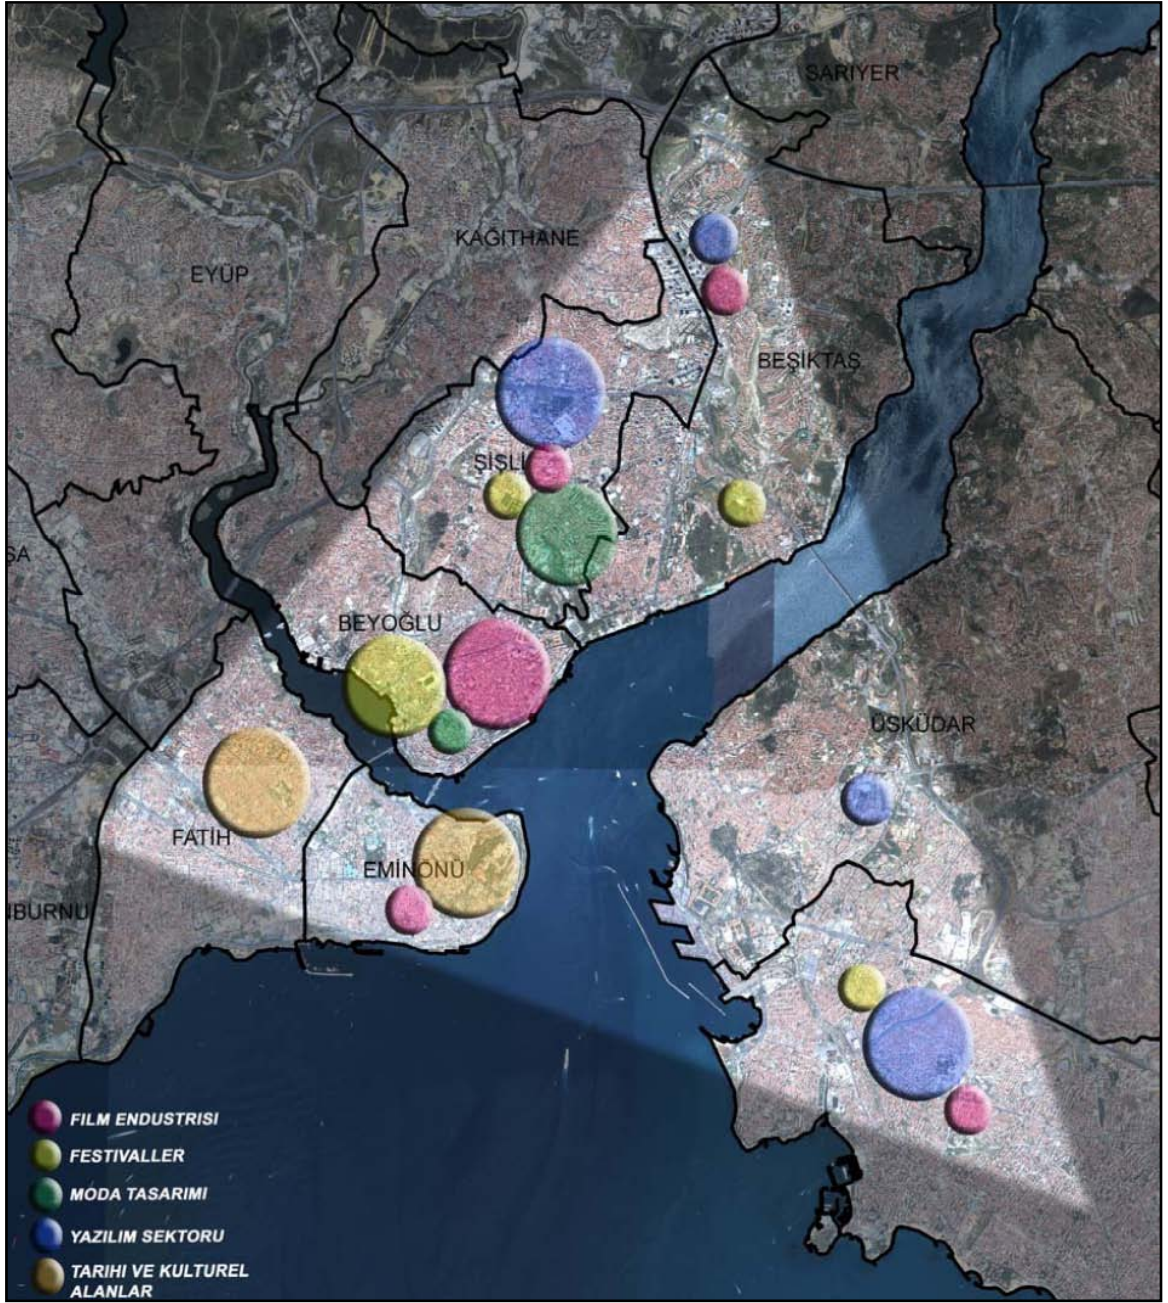 SARIYER
KAĞITHANE
EYÜP
BEŞİKTAŞ
ŞİŞLİ
SA
BEYOĞLU
ÜSKÜDAR
FATİH
EMİNÖNÜ
NBURNU
FILM ENDUSTRISI
FESTIVALLER
MODA TASARIMI
YAZILIM SEKTORU
TARIHI VE KULTUREL
ALANLAR